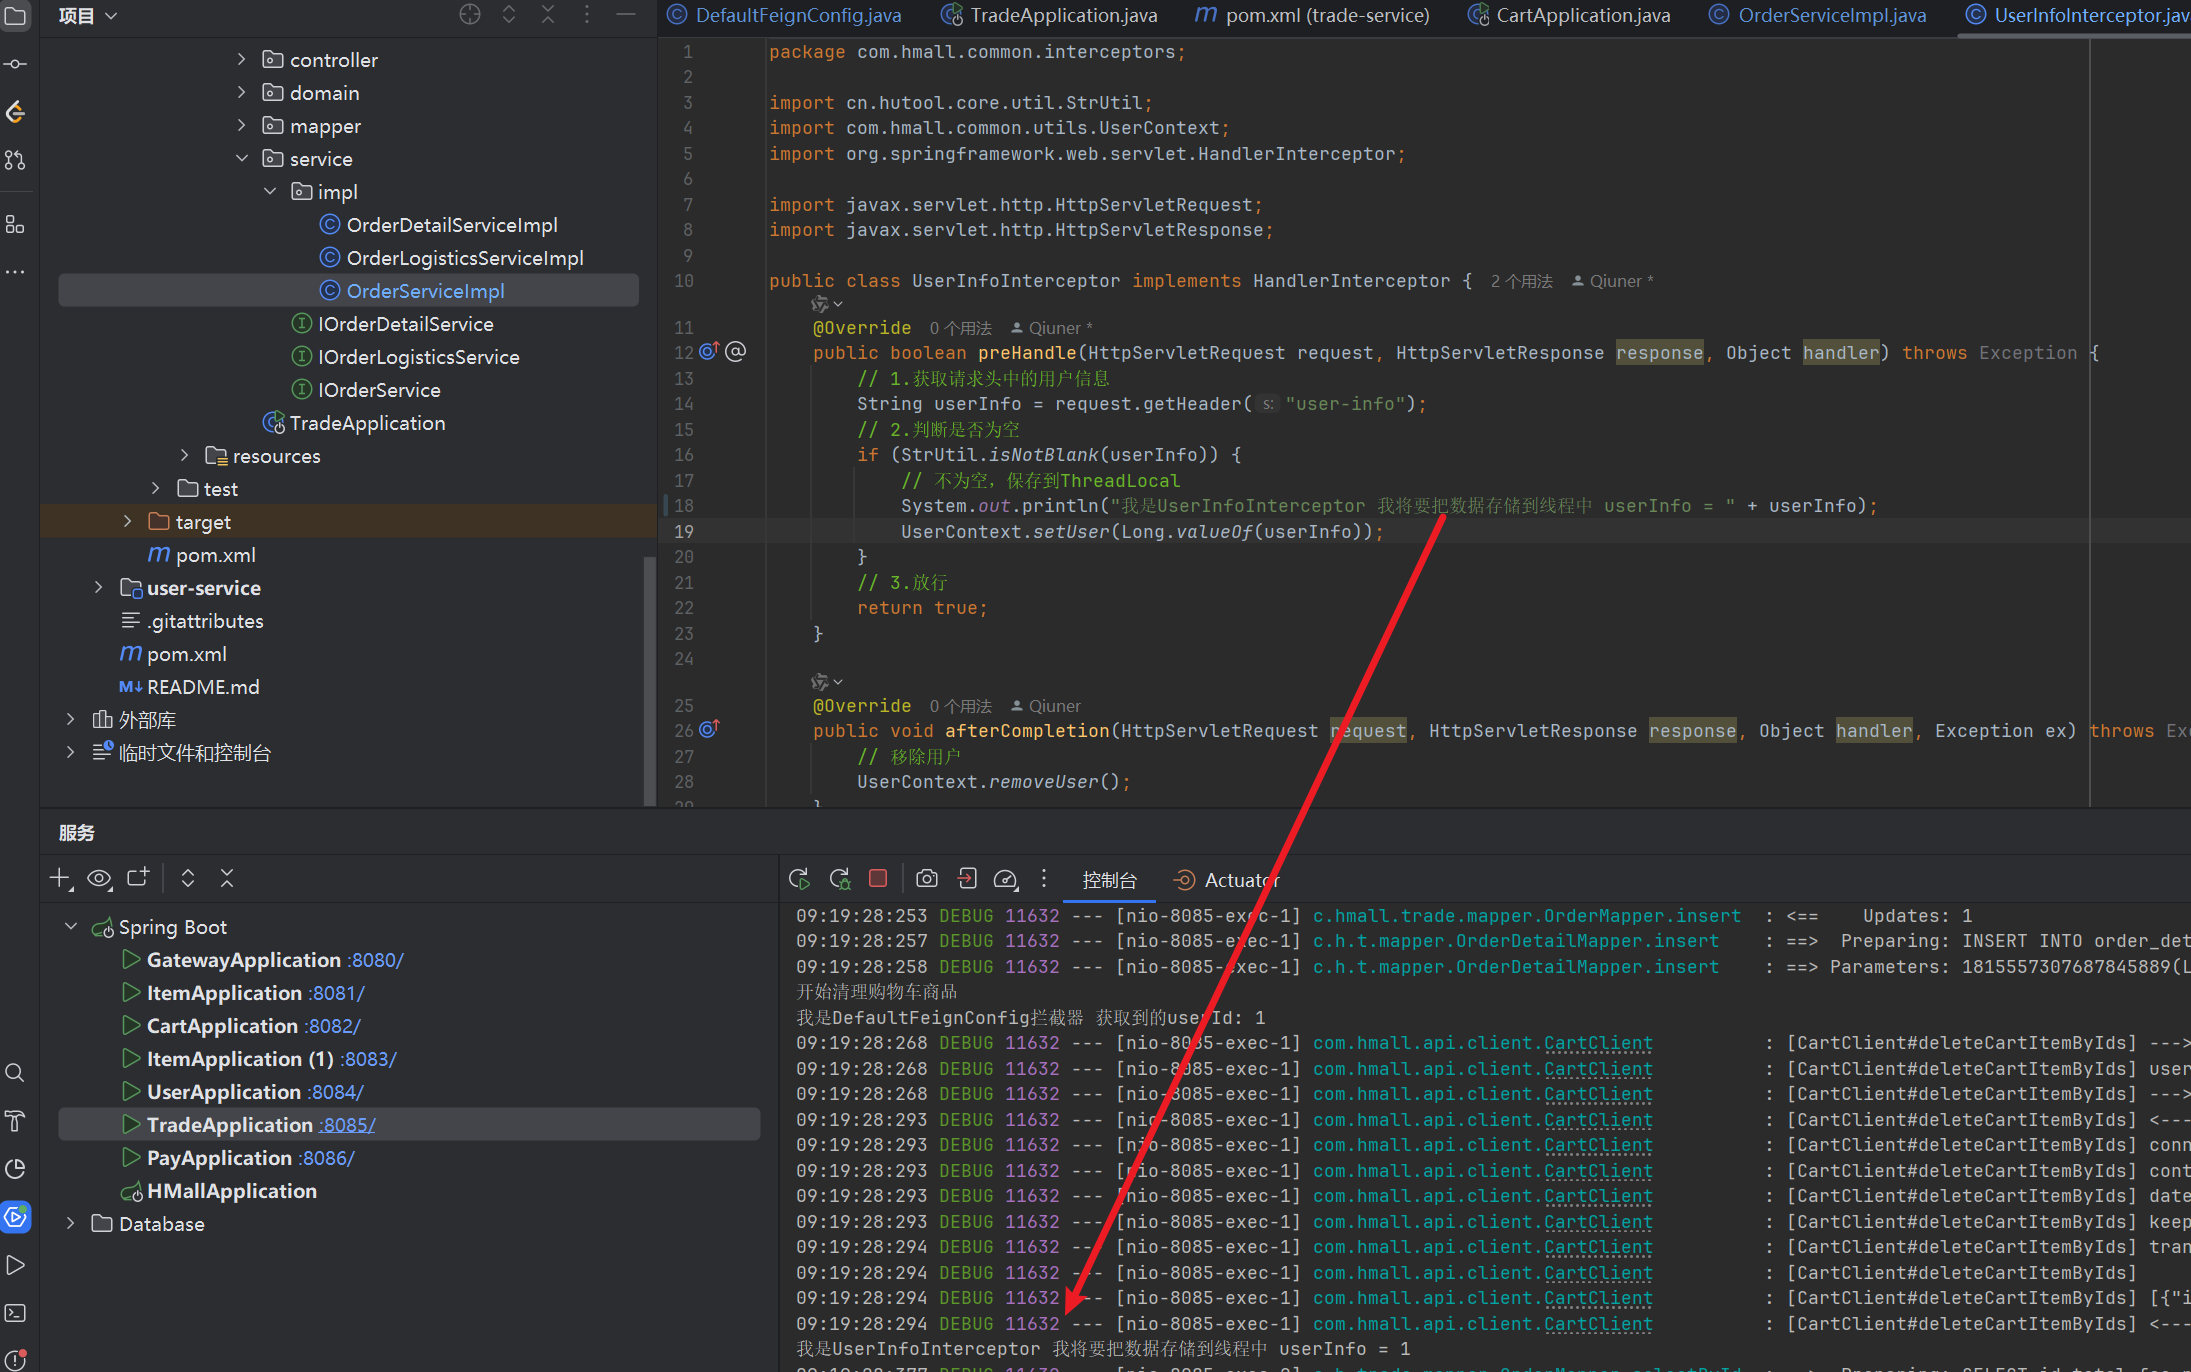 项目
DefaultFeignConfig.java
TradeApplication.java
pom.xml (trade-service)
CartApplication.java
OrderServiceImpl.java
UserInfoInterceptor.jav
controller
domain
mapper
service
impl
OrderDetailServiceImpl
OrderLogisticsServiceImpl
OrderServiceImpl
IOrderDetailService
IOrderLogisticsService
IOrderService
TradeApplication
resources
test
target
pom.xml
user-service
.gitattributes
pom.xml
README.md
外部库
临时文件和控制台
1 package com.hmall.common.interceptors;
2
3 import cn.hutool.core.util.StrUtil;
4 import com.hmall.common.utils.UserContext;
5 import org.springframework.web.servlet.HandlerInterceptor;
6
7 import javax.servlet.http.HttpServletRequest;
8 import javax.servlet.http.HttpServletResponse;
9
10 public class UserInfoInterceptor implements HandlerInterceptor { 2 个用法 Qiuner *
11 @Override 0 个用法 Qiuner *
12 public boolean preHandle(HttpServletRequest request, HttpServletResponse response, Object handler) throws Exception {
13 // 1.获取请求头中的用户信息
14 String userInfo = request.getHeader( s: "user-info");
15 // 2.判断是否为空
16 if (StrUtil.isNotBlank(userInfo)) {
17 // 不为空，保存到ThreadLocal
18 System.out.println("我是UserInfoInterceptor 我将要把数据存储到线程中 userInfo = " + userInfo);
19 UserContext.setUser(Long.valueOf(userInfo));
20 }
21 // 3.放行
22 return true;
23 }
24
25 @Override 0 个用法 Qiuner
26 public void afterCompletion(HttpServletRequest request, HttpServletResponse response, Object handler, Exception ex) throws Exc
27 // 移除用户
28 UserContext.removeUser();
29 }
服务
控制台
Actuator
Spring Boot
GatewayApplication :8080/
ItemApplication :8081/
CartApplication :8082/
ItemApplication (1) :8083/
UserApplication :8084/
TradeApplication :8085/
PayApplication :8086/
HMallApplication
Database
09:19:28:253 DEBUG 11632 --- [nio-8085-exec-1] c.hmall.trade.mapper.OrderMapper.insert : <== Updates: 1
09:19:28:257 DEBUG 11632 --- [nio-8085-exec-1] c.h.t.mapper.OrderDetailMapper.insert : ==> Preparing: INSERT INTO order_det
09:19:28:258 DEBUG 11632 --- [nio-8085-exec-1] c.h.t.mapper.OrderDetailMapper.insert : ==> Parameters: 1815557307687845889(L
开始清理购物车商品
我是DefaultFeignConfig拦截器 获取到的userId: 1
09:19:28:268 DEBUG 11632 --- [nio-8085-exec-1] com.hmall.api.client.CartClient : [CartClient#deleteCartItemByIds] --->
09:19:28:268 DEBUG 11632 --- [nio-8085-exec-1] com.hmall.api.client.CartClient : [CartClient#deleteCartItemByIds] user
09:19:28:268 DEBUG 11632 --- [nio-8085-exec-1] com.hmall.api.client.CartClient : [CartClient#deleteCartItemByIds] --->
09:19:28:293 DEBUG 11632 --- [nio-8085-exec-1] com.hmall.api.client.CartClient : [CartClient#deleteCartItemByIds] <---
09:19:28:293 DEBUG 11632 --- [nio-8085-exec-1] com.hmall.api.client.CartClient : [CartClient#deleteCartItemByIds] conn
09:19:28:293 DEBUG 11632 --- [nio-8085-exec-1] com.hmall.api.client.CartClient : [CartClient#deleteCartItemByIds] cont
09:19:28:293 DEBUG 11632 --- [nio-8085-exec-1] com.hmall.api.client.CartClient : [CartClient#deleteCartItemByIds] date
09:19:28:293 DEBUG 11632 --- [nio-8085-exec-1] com.hmall.api.client.CartClient : [CartClient#deleteCartItemByIds] keep
09:19:28:294 DEBUG 11632 --- [nio-8085-exec-1] com.hmall.api.client.CartClient : [CartClient#deleteCartItemByIds] tran
09:19:28:294 DEBUG 11632 --- [nio-8085-exec-1] com.hmall.api.client.CartClient : [CartClient#deleteCartItemByIds]
09:19:28:294 DEBUG 11632 --- [nio-8085-exec-1] com.hmall.api.client.CartClient : [CartClient#deleteCartItemByIds] [{"i
09:19:28:294 DEBUG 11632 --- [nio-8085-exec-1] com.hmall.api.client.CartClient : [CartClient#deleteCartItemByIds] <---
我是UserInfoInterceptor 我将要把数据存储到线程中 userInfo = 1